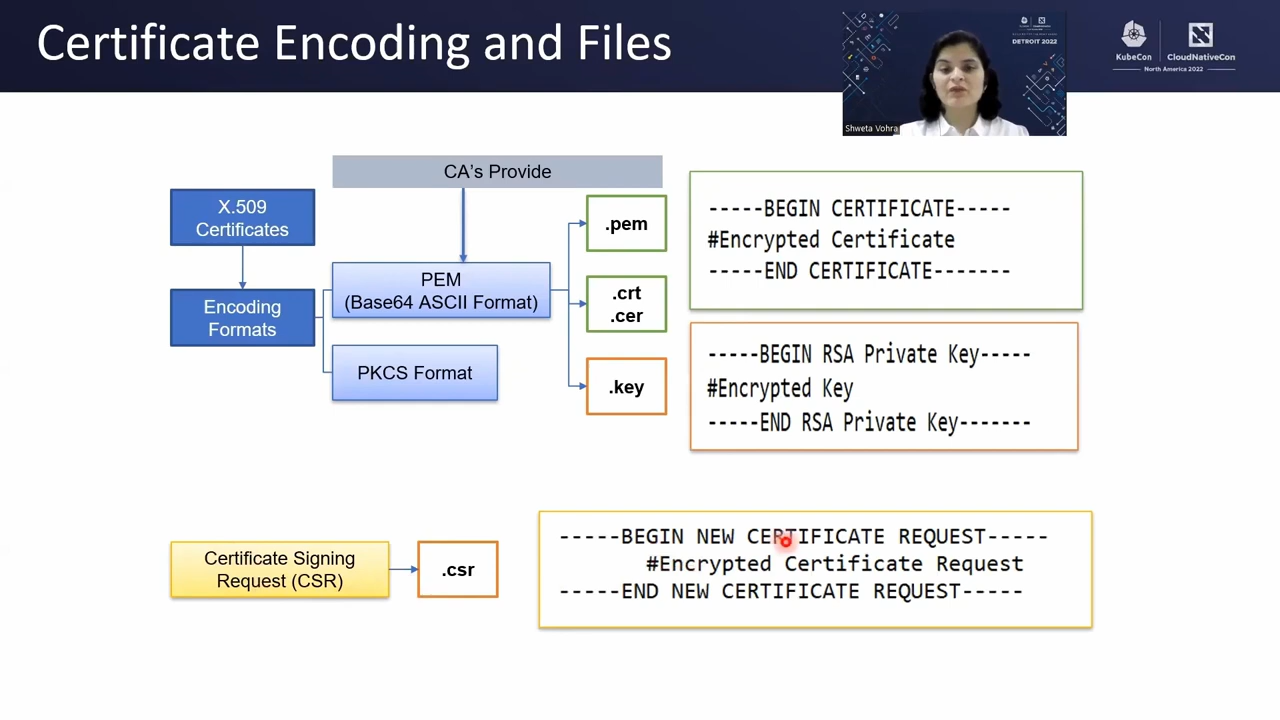 Certificate Encoding and Files
DETROIT 2022
Shweta Vohra
KubeCon
CloudNativeCon
North America 2022
CA's Provide
X.509
Certificates
Encoding
Formats
PEM
(Base64 ASCII Format)
PKCS Format
.pem
.crt
.cer
.key
-----BEGIN CERTIFICATE-----
#Encrypted Certificate
-----END CERTIFICATE-------
-----BEGIN RSA Private Key-----
#Encrypted Key
-----END RSA Private Key-------
Certificate Signing
Request (CSR)
.csr
-----BEGIN NEW CERTIFICATE REQUEST-----
#Encrypted Certificate Request
-----END NEW CERTIFICATE REQUEST-----